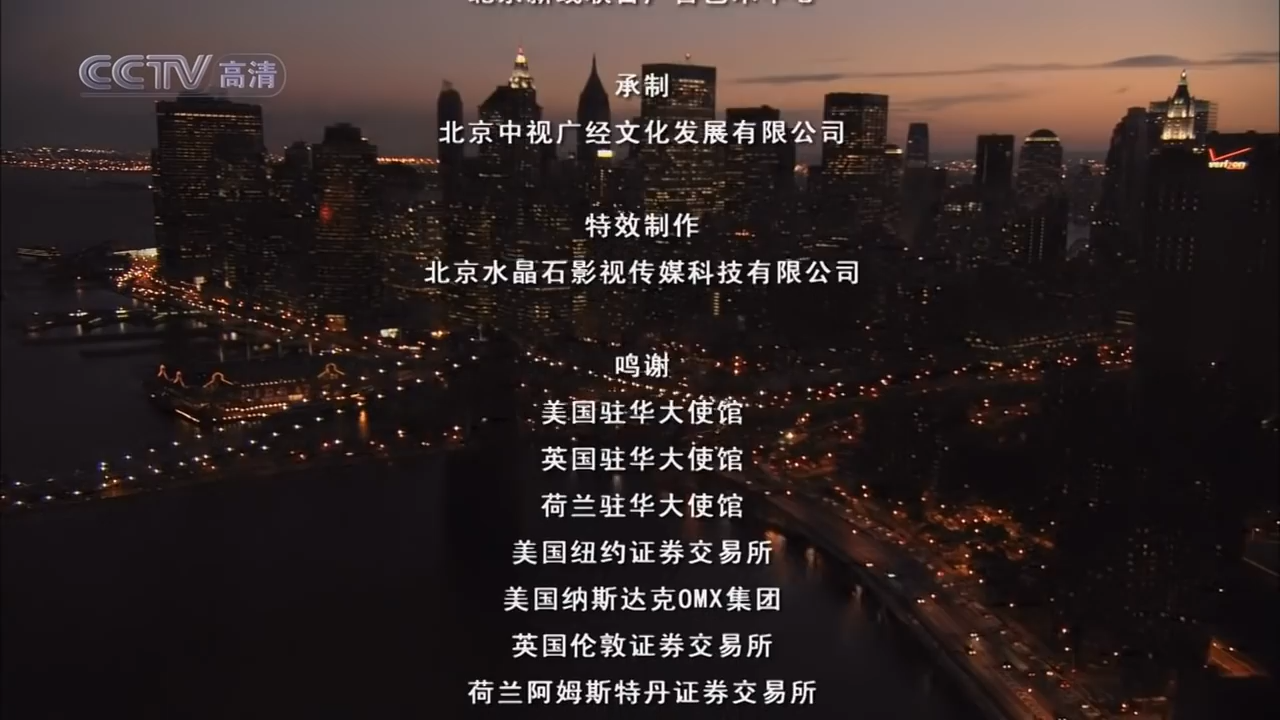 CCTV高清
承制
北京中视广经文化发展有限公司
verizon
特效制作
北京水晶石影视传媒科技有限公司
鸣谢
美国驻华大使馆
英国驻华大使馆
荷兰驻华大使馆
美国纽约证券交易所
美国纳斯达克OMX集团
英国伦敦证券交易所
荷兰阿姆斯特丹证券交易所